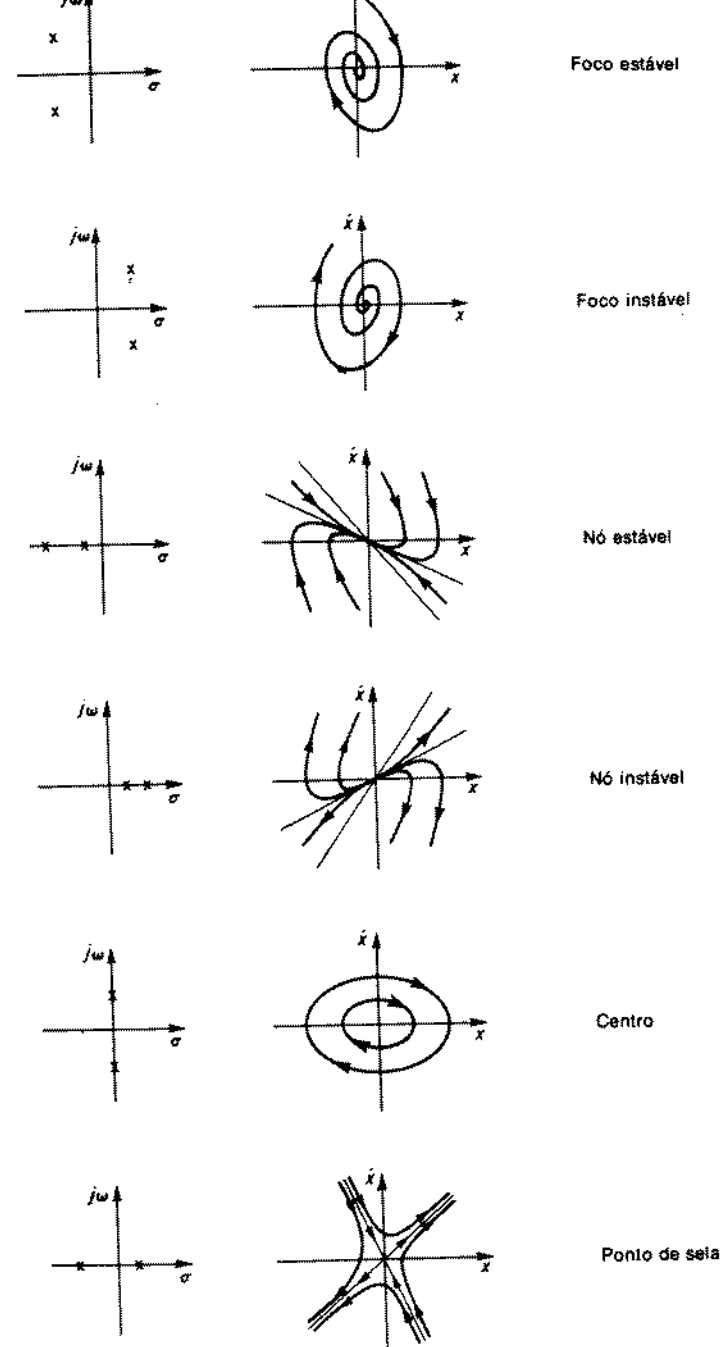 jω
σ
x
Foco estável
jω
σ
ẋ
x
Foco instável
jω
σ
ẋ
x
Nó estável
jω
σ
ẋ
x
Nó instável
jω
σ
ẋ
x
Centro
jω
σ
ẋ
x
Ponto de sela